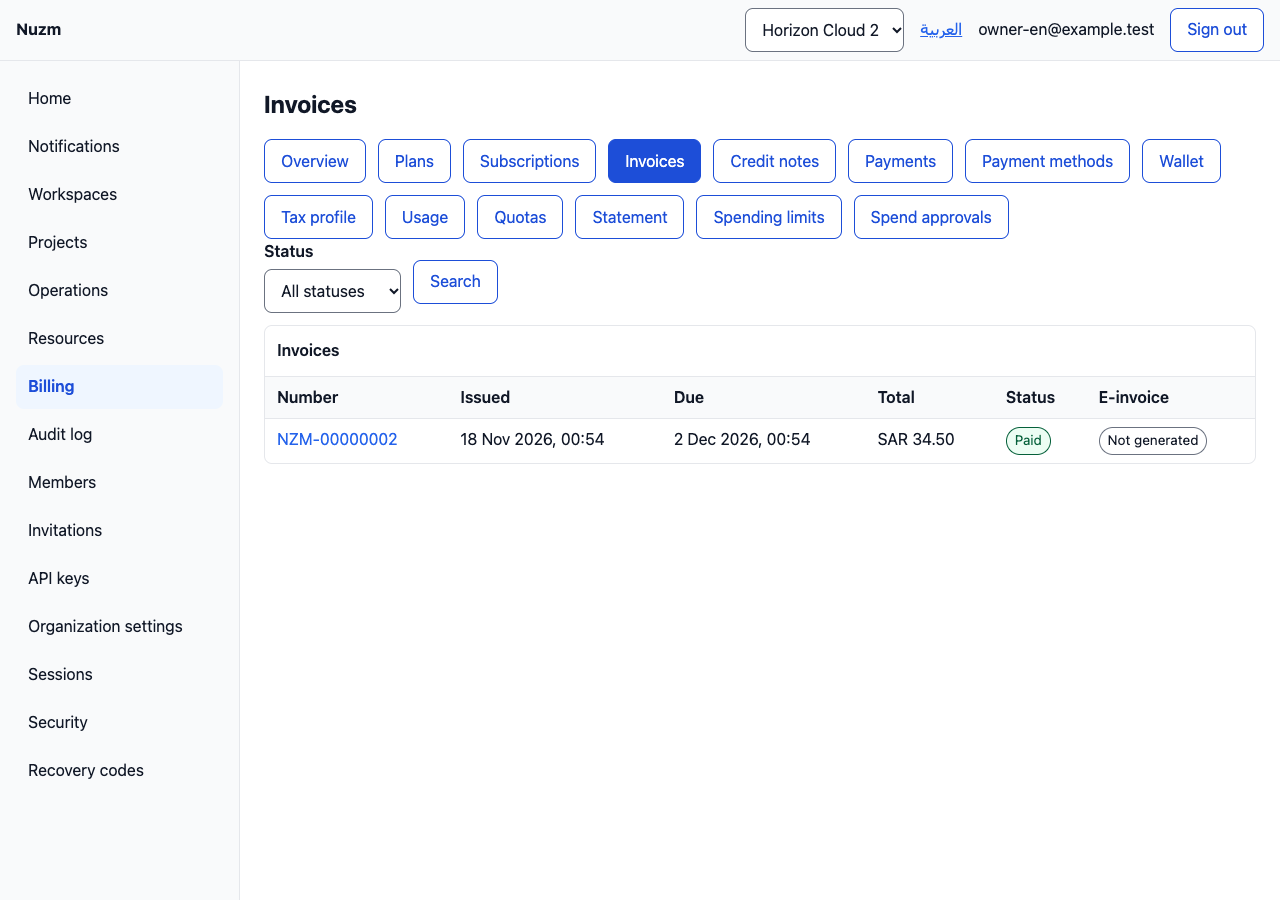 Nuzm
Horizon Cloud 2
العربية
owner-en@example.test
Sign out
Home
Notifications
Workspaces
Projects
Operations
Resources
Billing
Audit log
Members
Invitations
API keys
Organization settings
Sessions
Security
Recovery codes
Invoices
Overview Plans Subscriptions Invoices Credit notes Payments Payment methods Wallet
Tax profile Usage Quotas Statement Spending limits Spend approvals
Status
All statuses Search
Invoices
Number Issued Due Total Status E-invoice
NZM-00000002 18 Nov 2026, 00:54 2 Dec 2026, 00:54 SAR 34.50 Paid Not generated